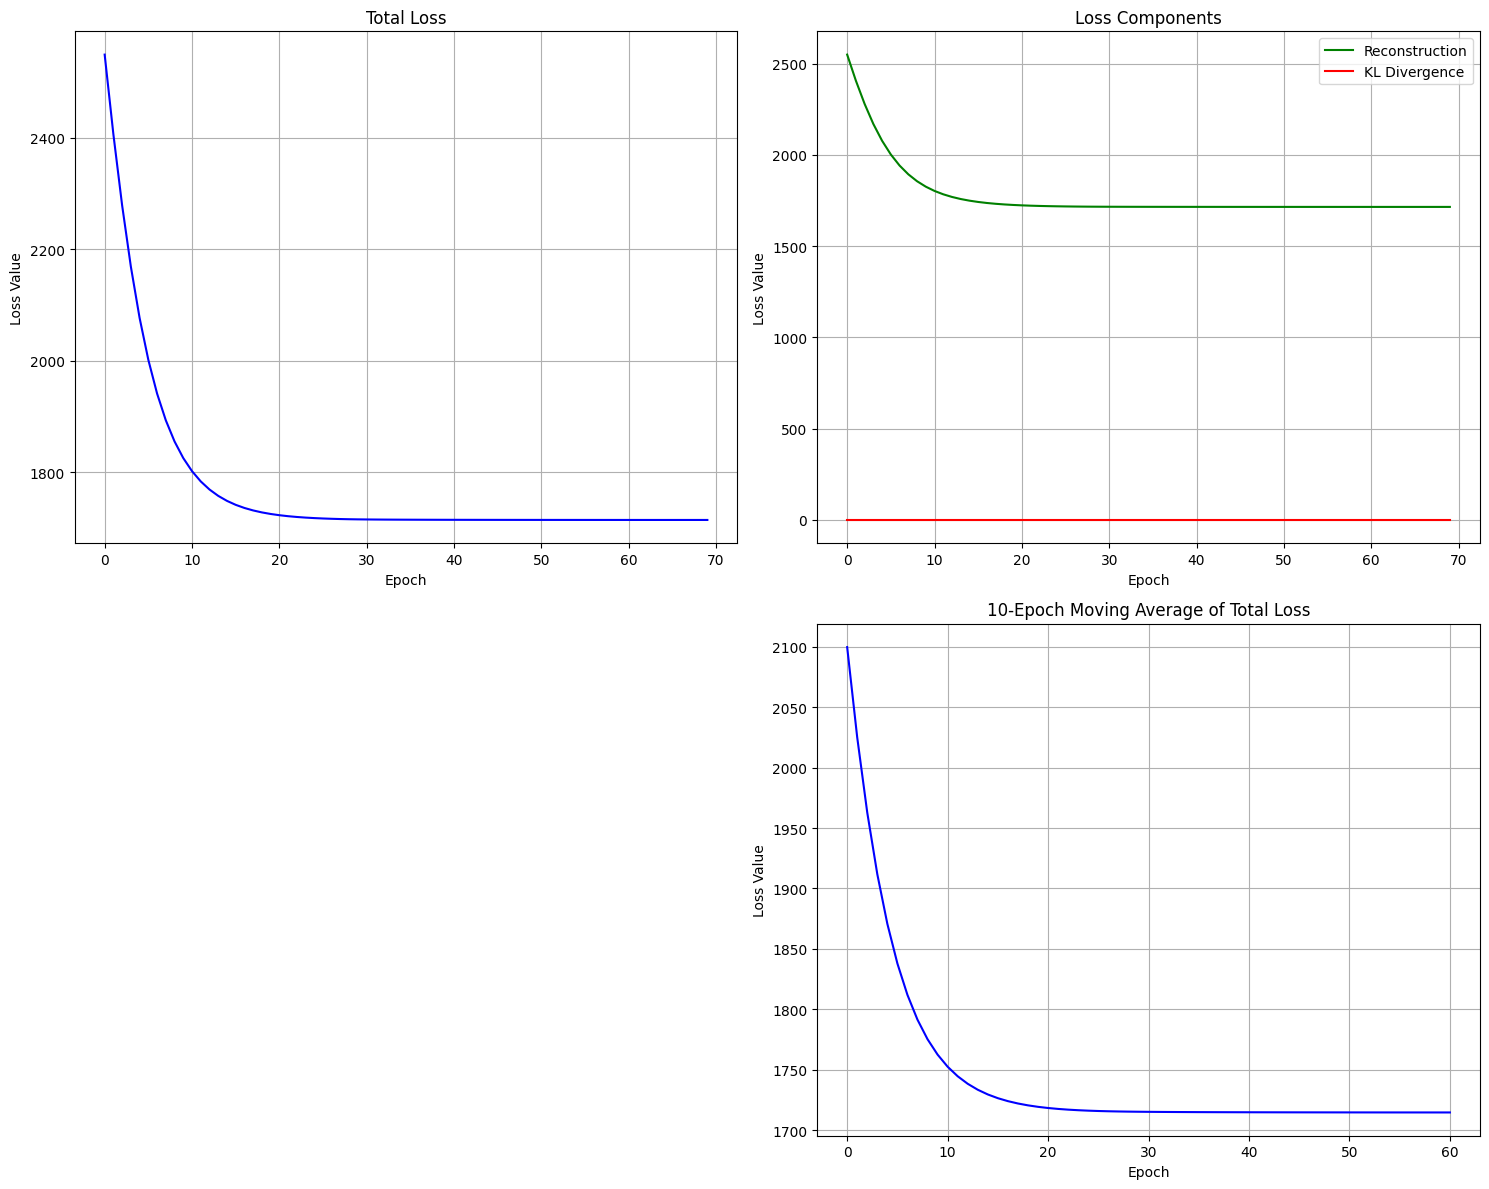 Total Loss
Loss Value
2400
2200
2000
1800
0 10 20 30 40 50 60 70
Epoch
Loss Components
Reconstruction
KL Divergence
Loss Value
2500
2000
1500
1000
500
0
0 10 20 30 40 50 60 70
Epoch
10-Epoch Moving Average of Total Loss
Loss Value
2100
2050
2000
1950
1900
1850
1800
1750
1700
0 10 20 30 40 50 60
Epoch